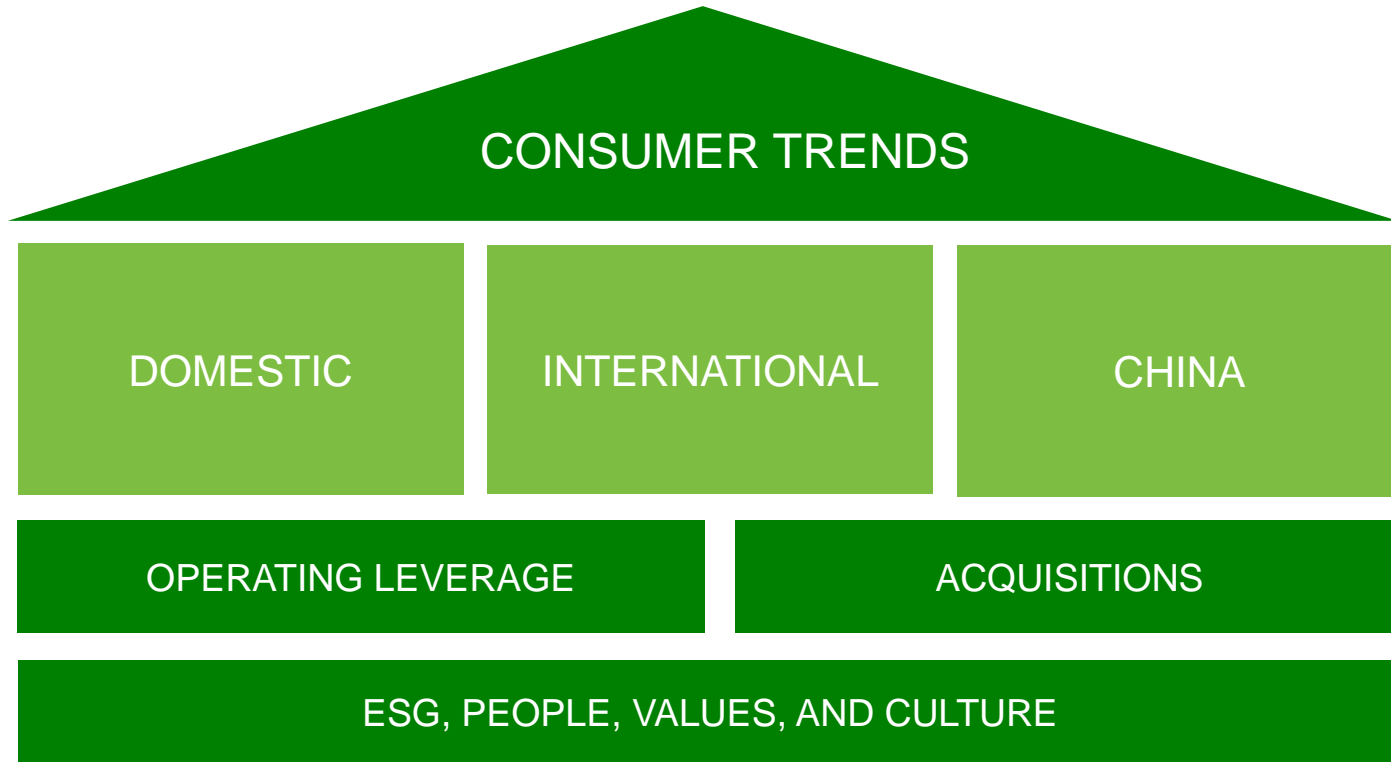 CONSUMER TRENDS
DOMESTIC
INTERNATIONAL
CHINA
OPERATING LEVERAGE
ACQUISITIONS
ESG, PEOPLE, VALUES, AND CULTURE